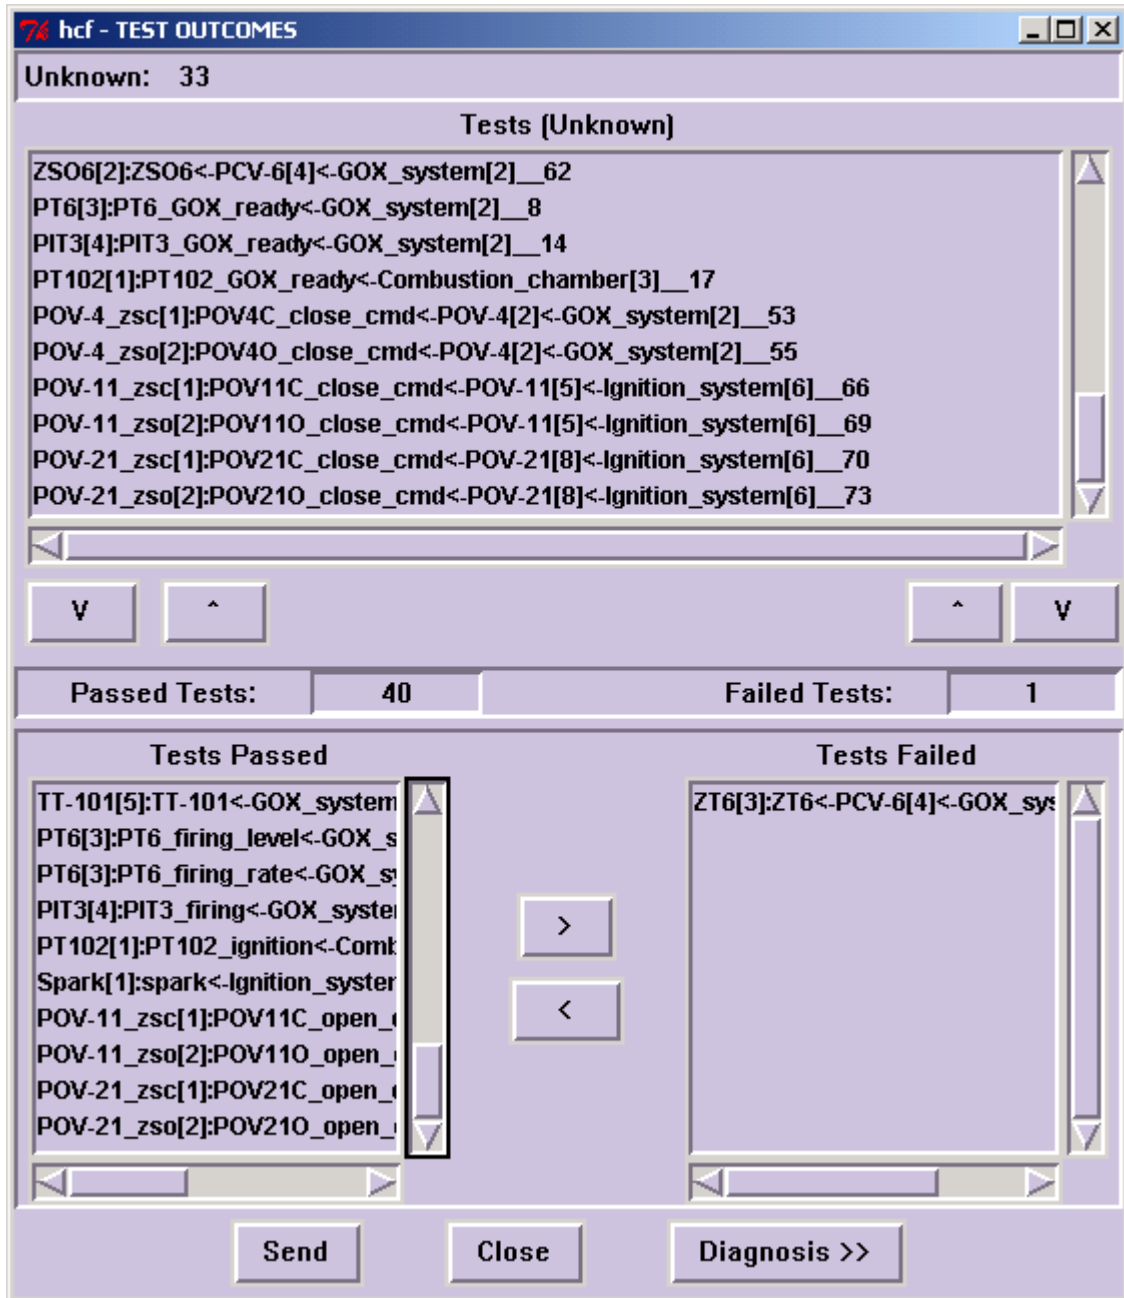 hcf - TEST OUTCOMES
Unknown: 33
Tests (Unknown)
ZSO6[2]:ZSO6<-PCV-6[4]<-GOX_system[2]__62
PT6[3]:PT6_GOX_ready<-GOX_system[2]__8
PIT3[4]:PIT3_GOX_ready<-GOX_system[2]__14
PT102[1]:PT102_GOX_ready<-Combustion_chamber[3]__17
POV-4_zsc[1]:POV4C_close_cmd<-POV-4[2]<-GOX_system[2]__53
POV-4_zso[2]:POV4O_close_cmd<-POV-4[2]<-GOX_system[2]__55
POV-11_zsc[1]:POV11C_close_cmd<-POV-11[5]<-Ignition_system[6]__66
POV-11_zso[2]:POV11O_close_cmd<-POV-11[5]<-Ignition_system[6]__69
POV-21_zsc[1]:POV21C_close_cmd<-POV-21[8]<-Ignition_system[6]__70
POV-21_zso[2]:POV21O_close_cmd<-POV-21[8]<-Ignition_system[6]__73
V ^ ^ V
Passed Tests: 40 Failed Tests: 1
Tests Passed
TT-101[5]:TT-101<-GOX_system
PT6[3]:PT6_firing_level<-GOX_s
PT6[3]:PT6_firing_rate<-GOX_sy
PIT3[4]:PIT3_firing<-GOX_syste
PT102[1]:PT102_ignition<-Comb
Spark[1]:spark<-Ignition_syster
POV-11_zsc[1]:POV11C_open_
POV-11_zso[2]:POV11O_open_
POV-21_zsc[1]:POV21C_open_
POV-21_zso[2]:POV21O_open_
>
<
Tests Failed
ZT6[3]:ZT6<-PCV-6[4]<-GOX_sys
Send Close Diagnosis >>